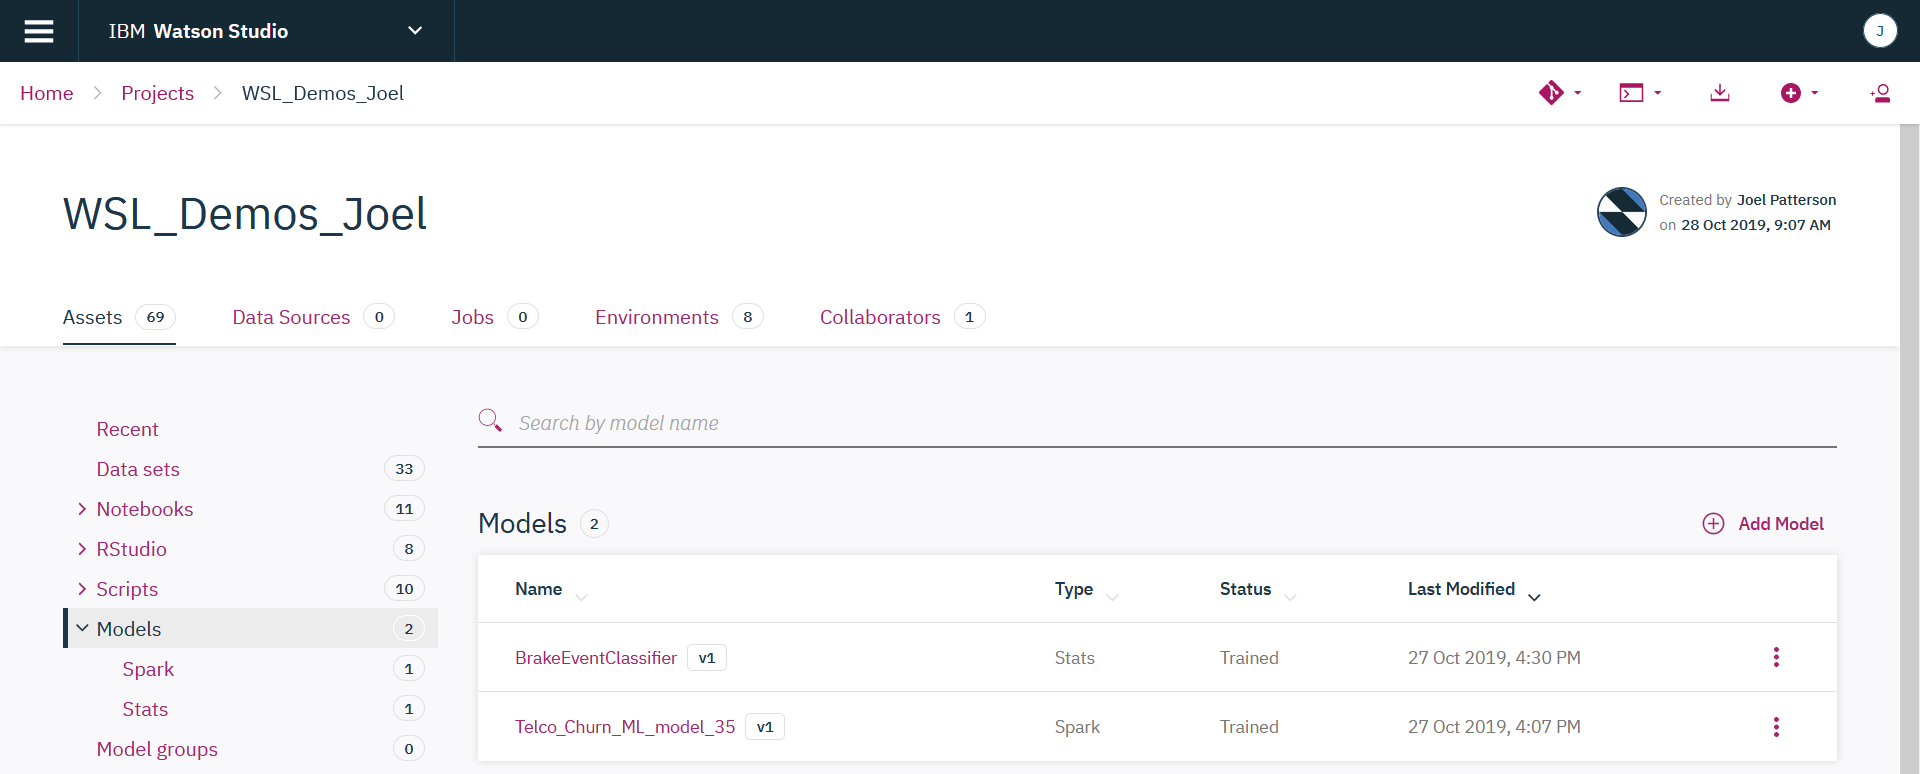 IBM Watson Studio
J
Home
Projects
WSL_Demos_Joel
WSL_Demos_Joel
Created by Joel Patterson
on 28 Oct 2019, 9:07 AM
Assets 69
Data Sources 0
Jobs 0
Environments 8
Collaborators 1
Recent
Data sets 33
Notebooks 11
RStudio 8
Scripts 10
Models 2
Spark 1
Stats 1
Model groups 0
Search by model name
Models 2
Add Model
Name Type Status Last Modified
BrakeEventClassifier v1 Stats Trained 27 Oct 2019, 4:30 PM
Telco_Churn_ML_model_35 v1 Spark Trained 27 Oct 2019, 4:07 PM